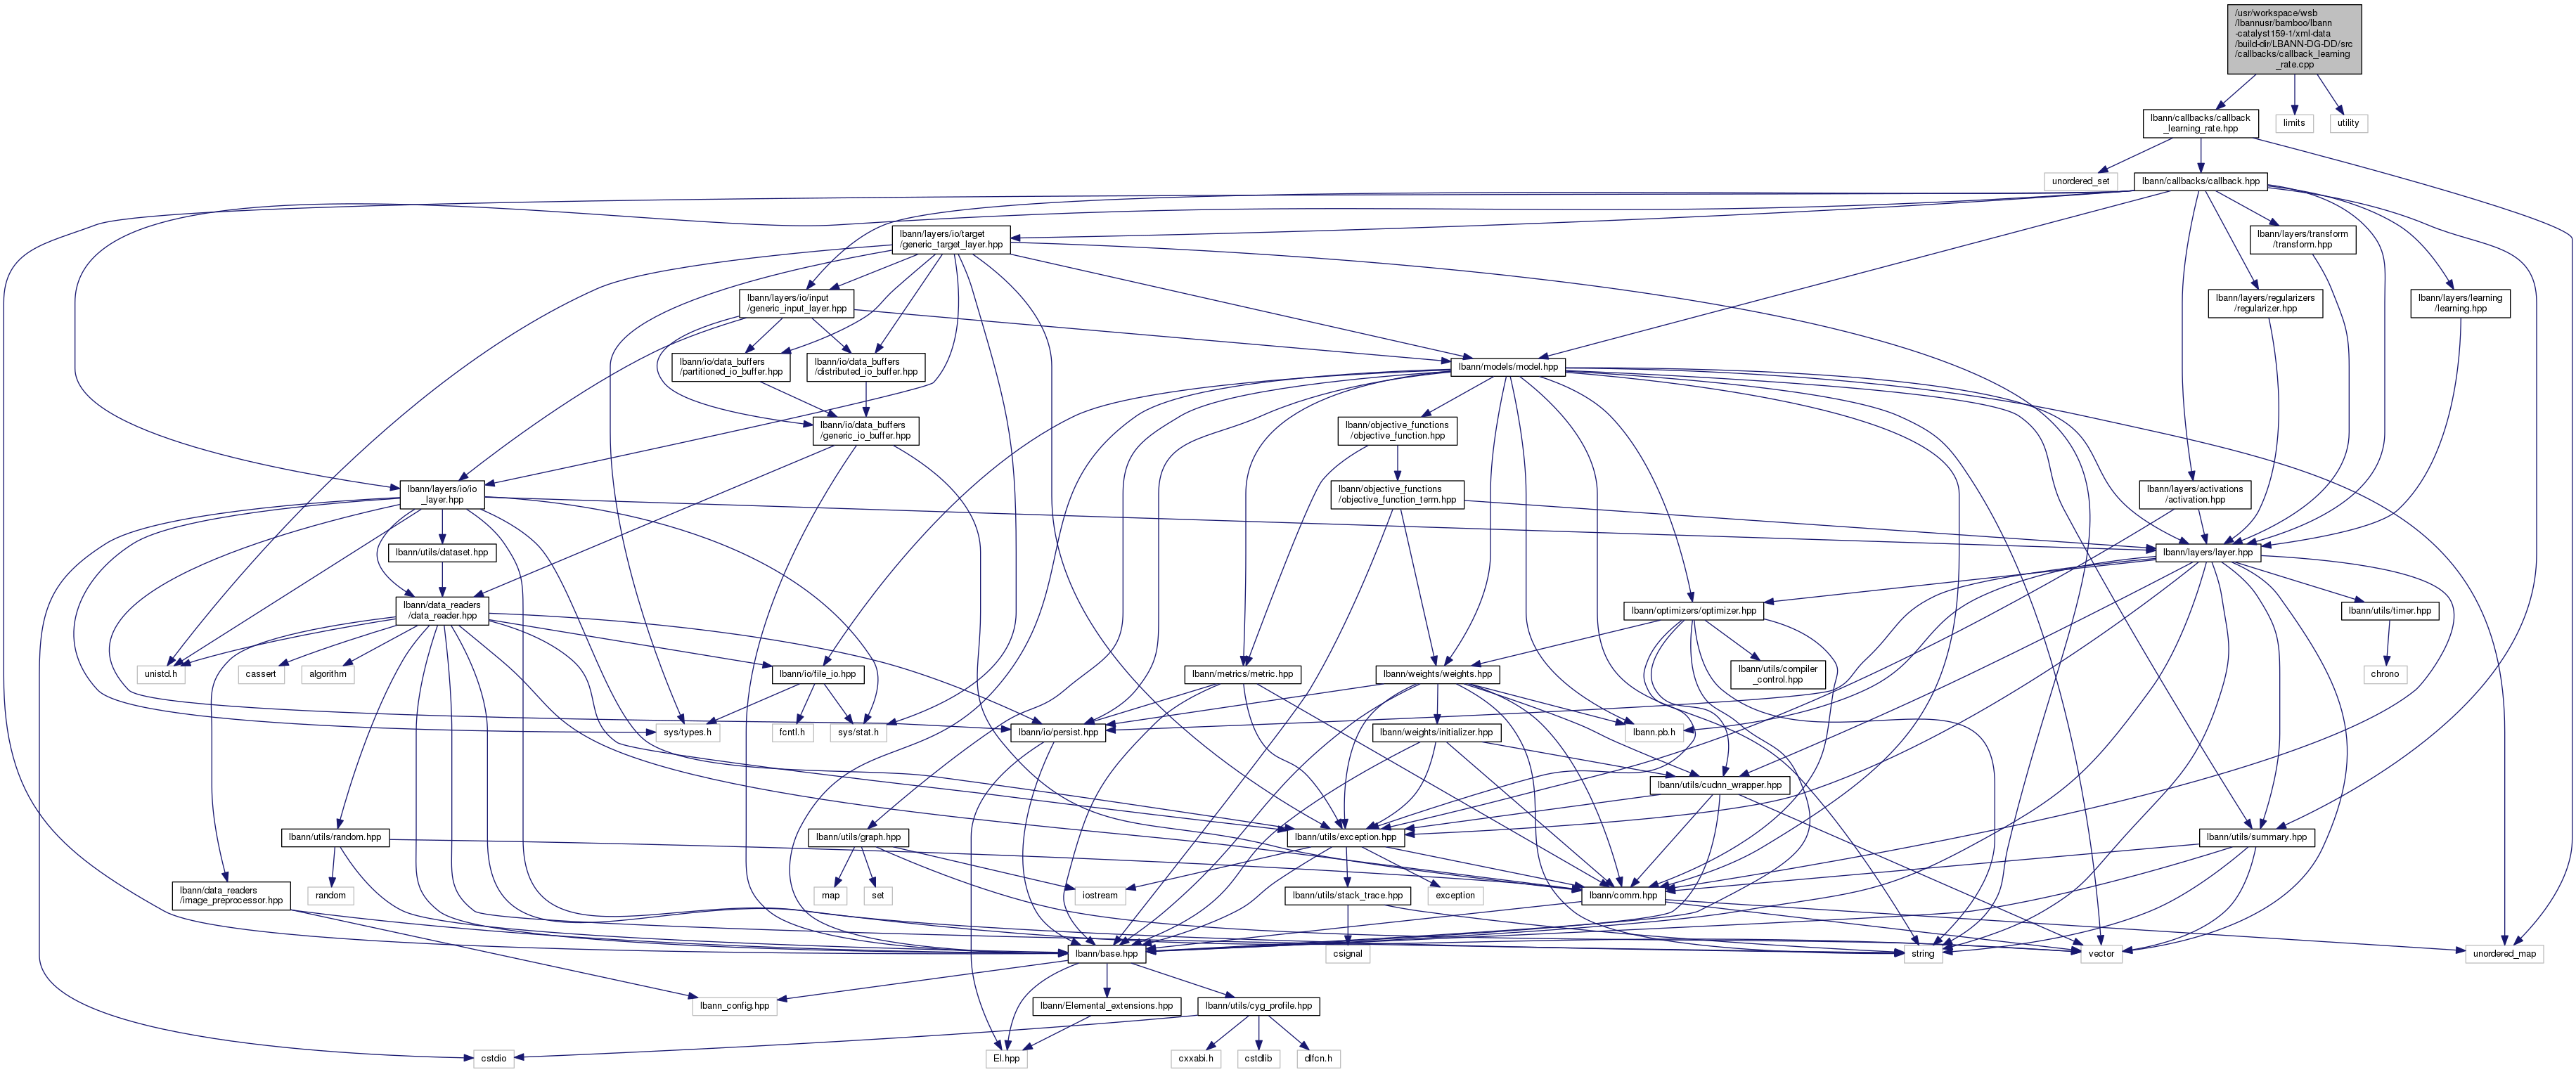 /usr/workspace/wsb
/lbannusr/bamboo/lbann
-catalyst159-1/xml-data
/build-dir/LBANN-DG-DD/src
/callbacks/callback_learning
_rate.cpp
lbann/callbacks/callback
_learning_rate.hpp
limits
utility
unordered_set
lbann/callbacks/callback.hpp
lbann/layers/io/target
/generic_target_layer.hpp
lbann/layers/transform
/transform.hpp
lbann/layers/io/input
/generic_input_layer.hpp
lbann/layers/regularizers
/regularizer.hpp
lbann/layers/learning
/learning.hpp
lbann/io/data_buffers
/partitioned_io_buffer.hpp
lbann/io/data_buffers
/distributed_io_buffer.hpp
lbann/models/model.hpp
lbann/io/data_buffers
/generic_io_buffer.hpp
lbann/objective_functions
/objective_function.hpp
lbann/layers/io/io
_layer.hpp
lbann/objective_functions
/objective_function_term.hpp
lbann/layers/activations
/activation.hpp
lbann/utils/dataset.hpp
lbann/layers/layer.hpp
lbann/data_readers
/data_reader.hpp
lbann/optimizers/optimizer.hpp
lbann/utils/timer.hpp
unistd.h
cassert
algorithm
lbann/io/file_io.hpp
lbann/metrics/metric.hpp
lbann/weights/weights.hpp
lbann/utils/compiler
_control.hpp
chrono
sys/types.h
fcntl.h
sys/stat.h
lbann/io/persist.hpp
lbann/weights/initializer.hpp
lbann.pb.h
lbann/utils/cudnn_wrapper.hpp
lbann/utils/random.hpp
lbann/utils/graph.hpp
lbann/utils/exception.hpp
lbann/utils/summary.hpp
lbann/data_readers
/image_preprocessor.hpp
random
map
set
iostream
lbann/utils/stack_trace.hpp
exception
lbann/comm.hpp
lbann/base.hpp
csignal
string
vector
unordered_map
lbann_config.hpp
lbann/Elemental_extensions.hpp
lbann/utils/cyg_profile.hpp
cstdio
El.hpp
cxxabi.h
cstdlib
dlfcn.h